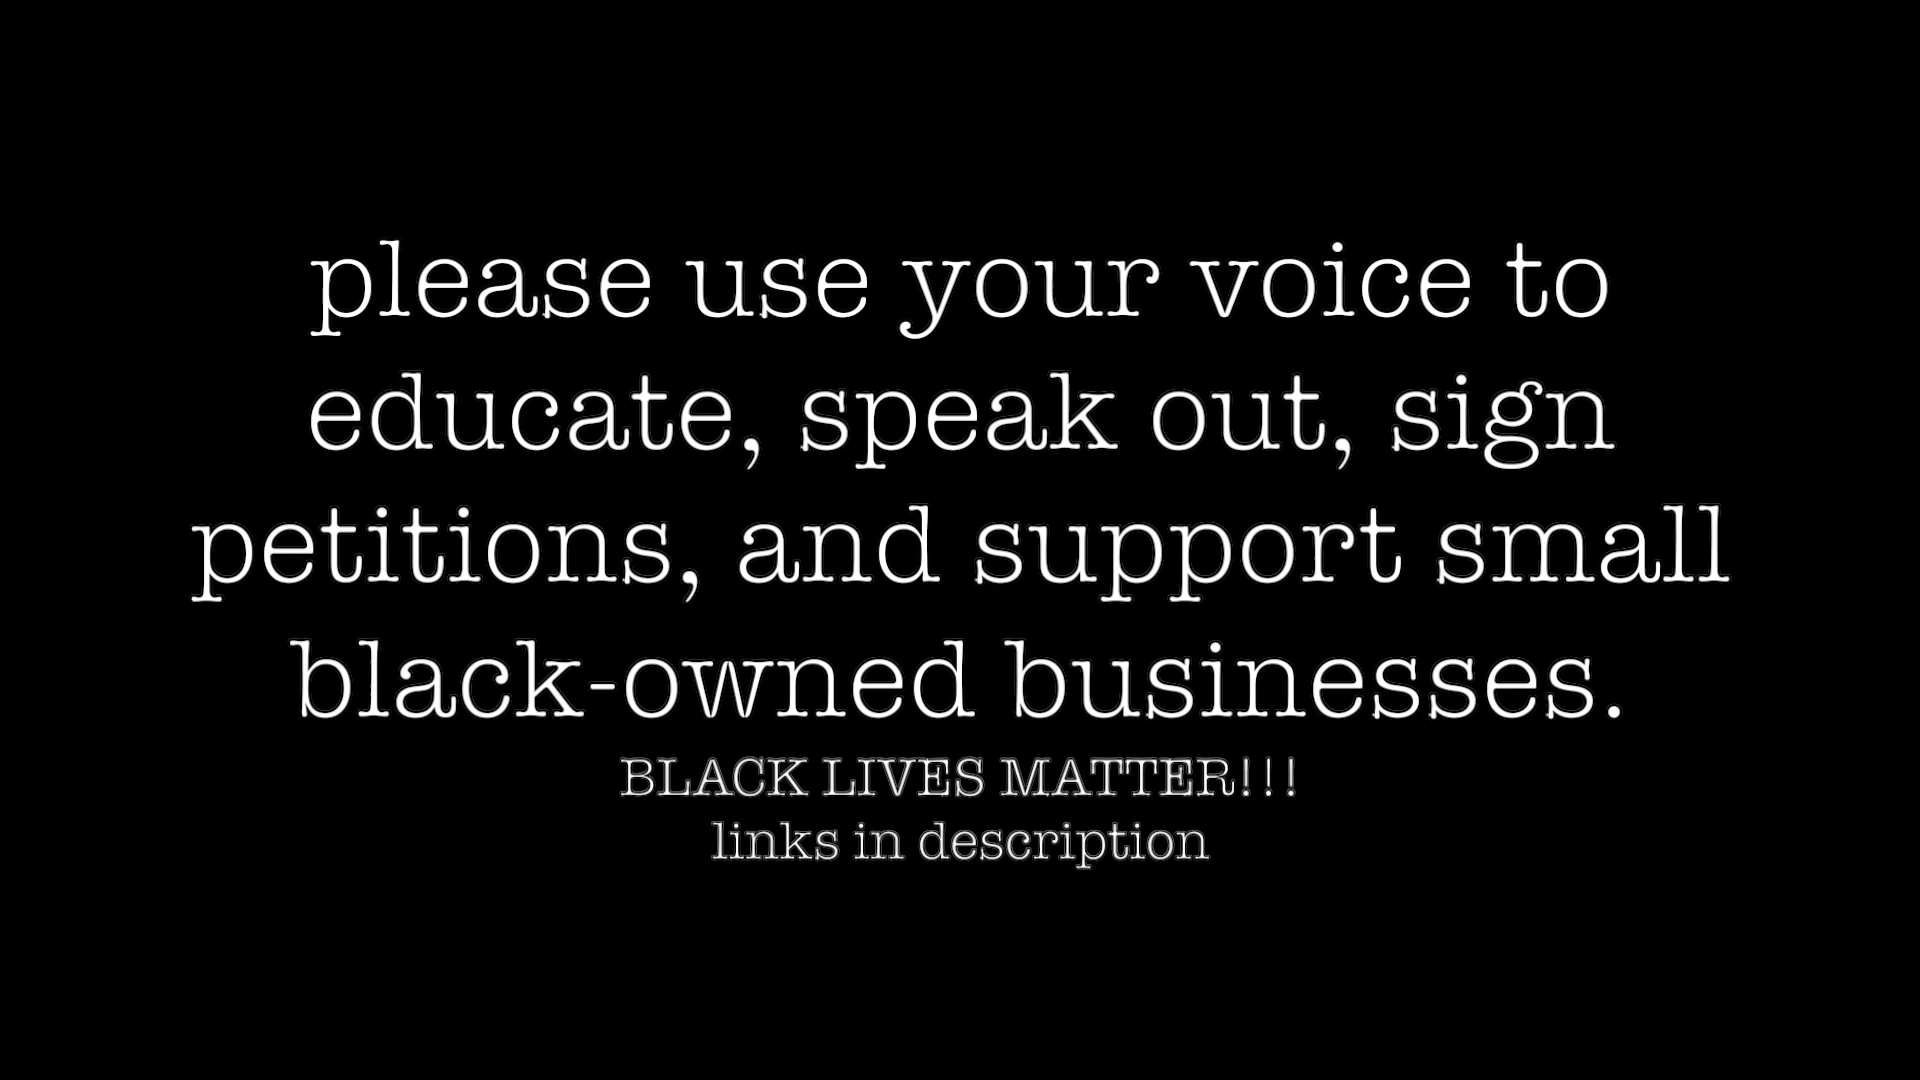 please use your voice to
educate, speak out, sign
petitions, and support small
black-owned businesses.
BLACK LIVES MATTER!!!
links in description